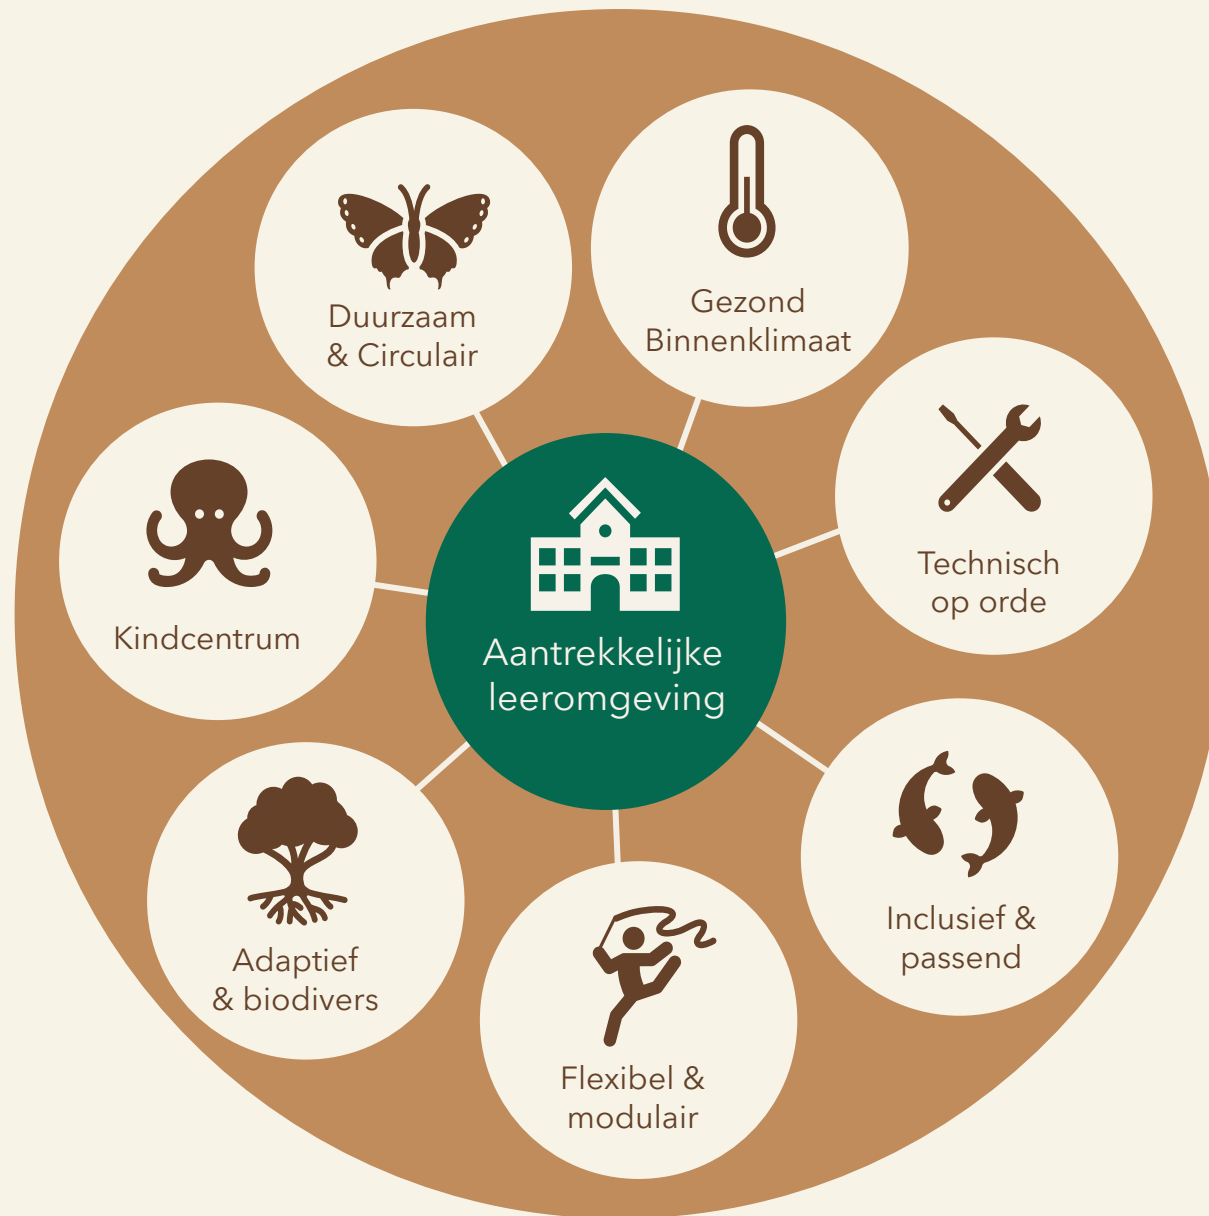 Duurzaam
& Circulair
Gezond
Binnenklimaat
Technisch
op orde
Kindcentrum
Aantrekkelijke
leeromgeving
Inclusief &
passend
Adaptief
& biodivers
Flexibel &
modulair